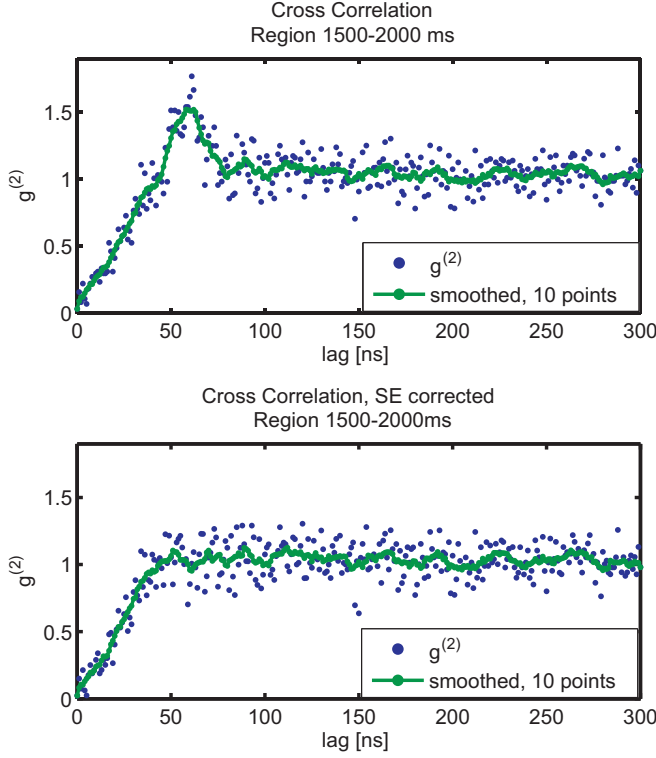 Cross Correlation
Region 1500-2000 ms
1.5
1
0.5
0
g(2)
0 50 100 150 200 250 300
lag [ns]
g(2)
smoothed, 10 points
Cross Correlation, SE corrected
Region 1500-2000ms
1.5
1
0.5
0
g(2)
0 50 100 150 200 250 300
lag [ns]
g(2)
smoothed, 10 points